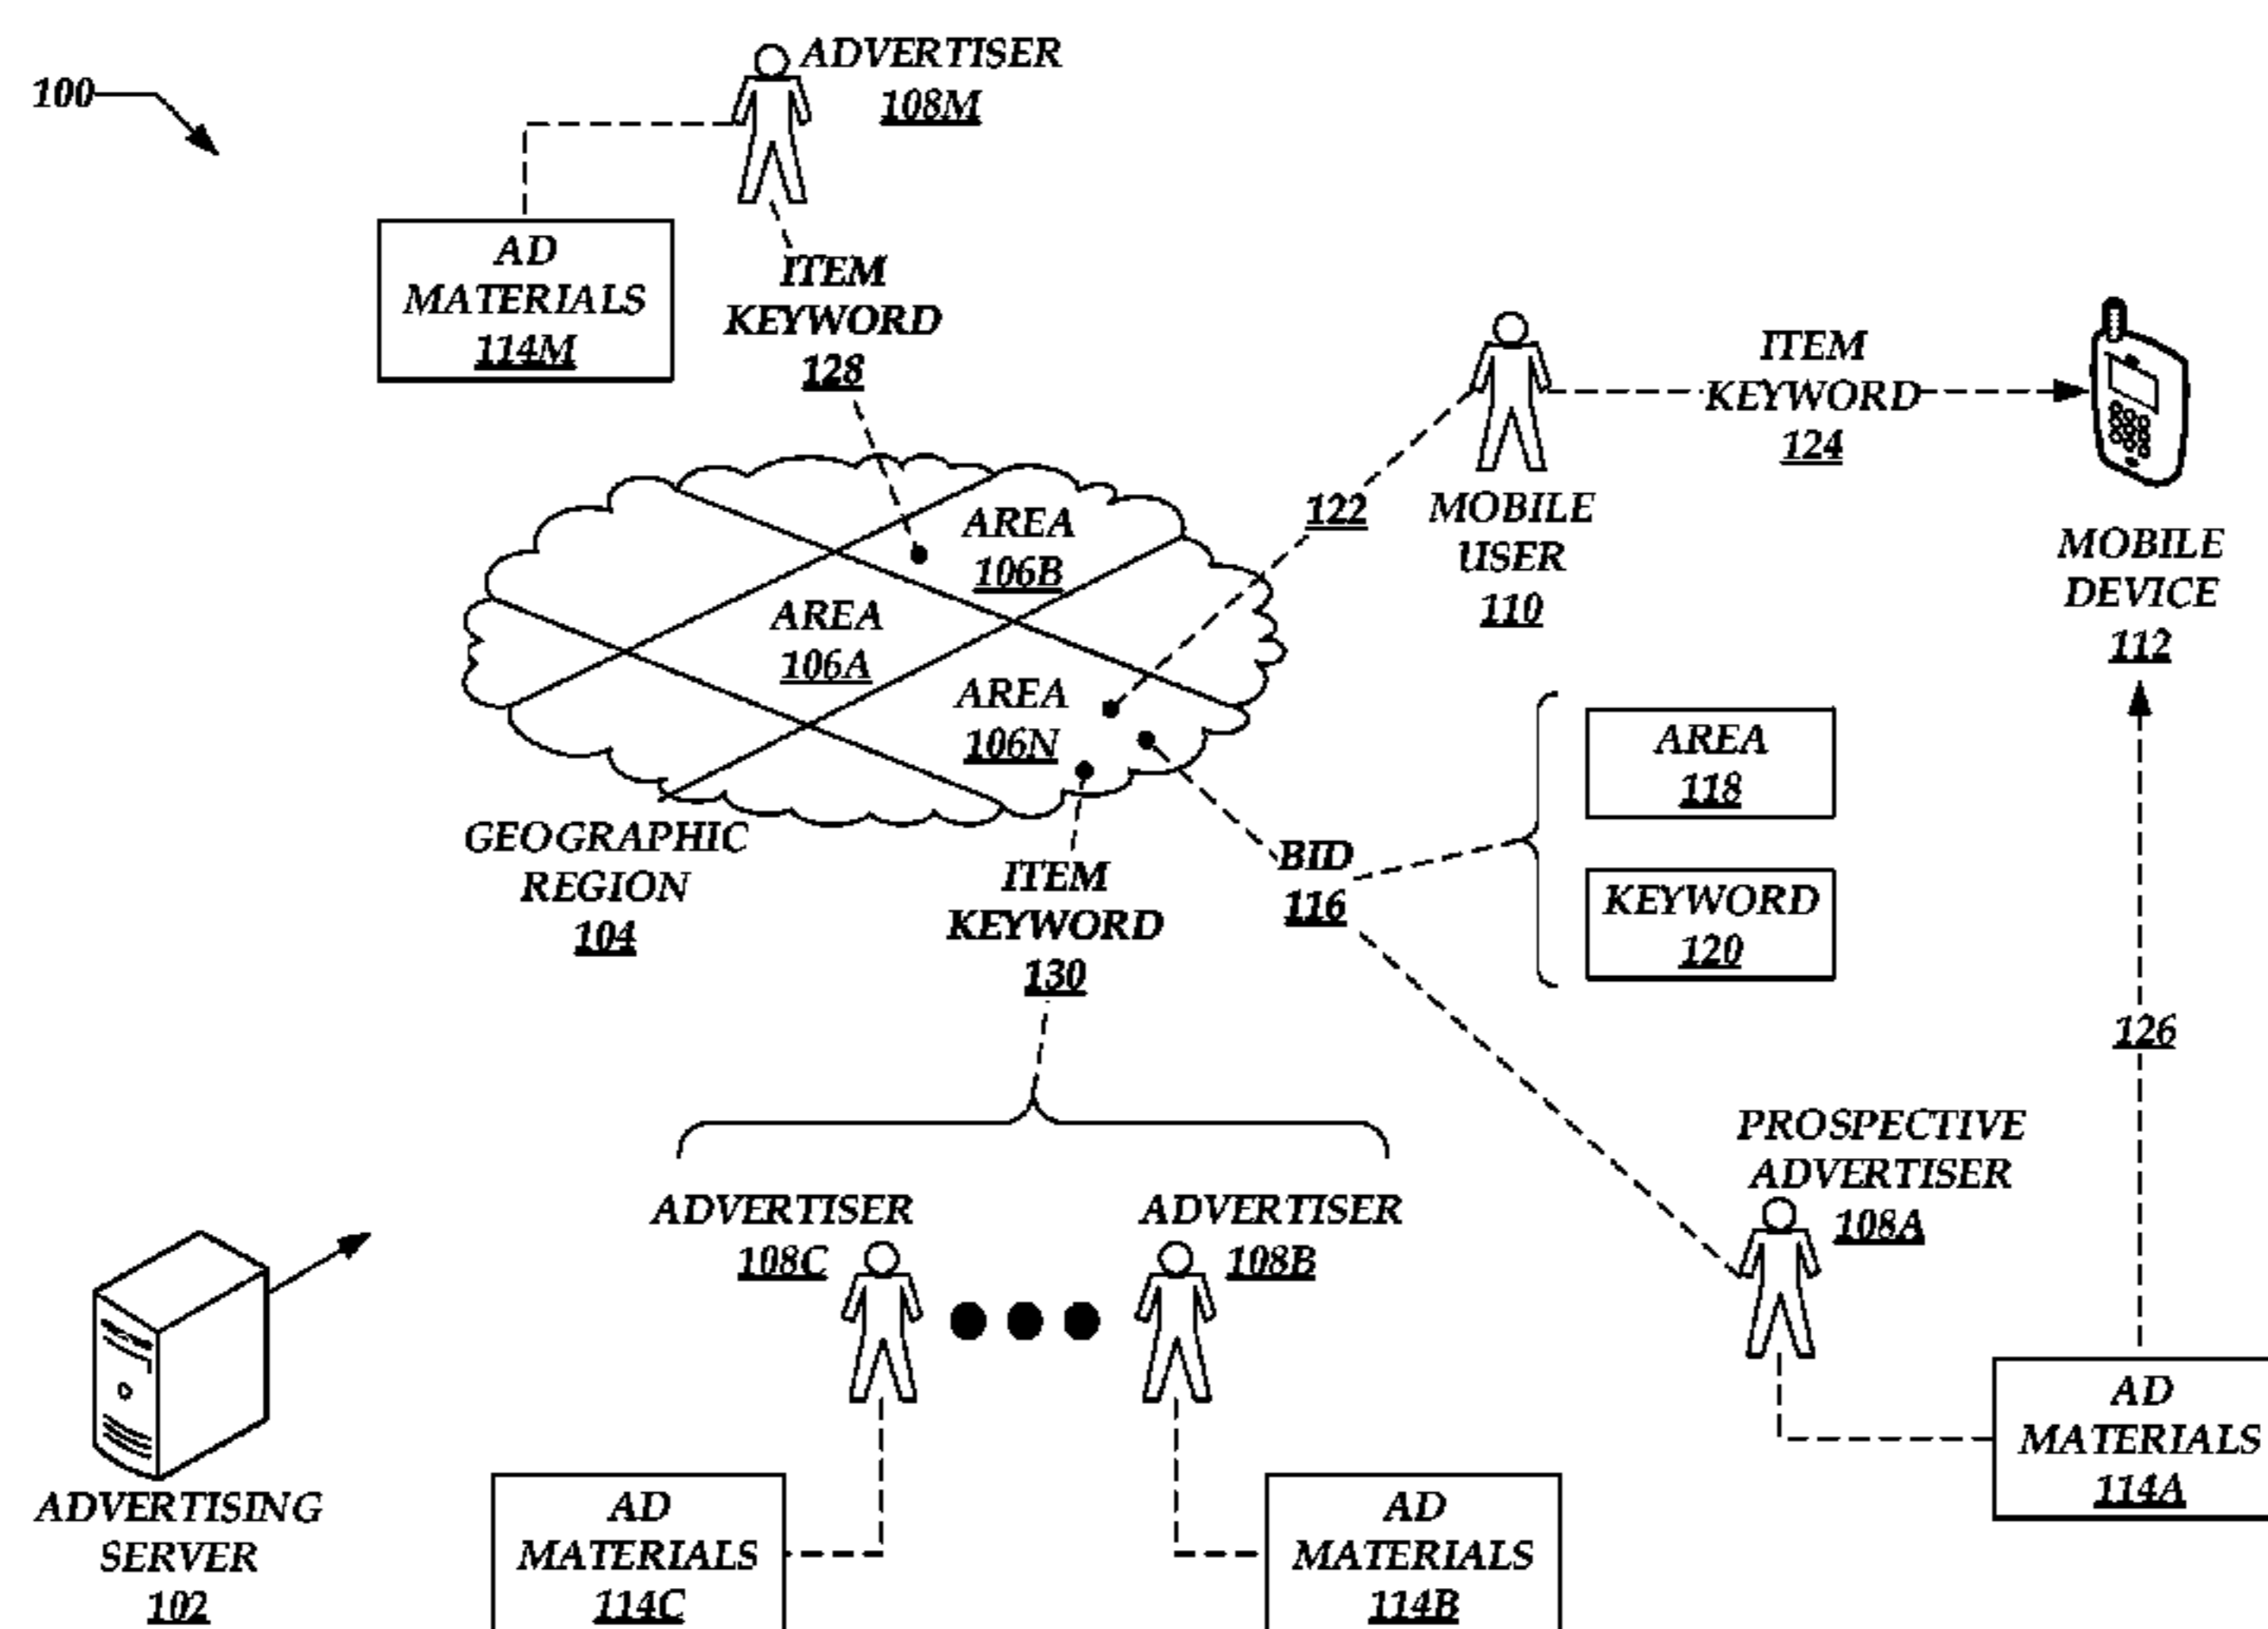 100
ADVERTISER
108M
AD
MATERIALS
114M
ITEM
KEYWORD
128
MOBILE
USER
110
ITEM
KEYWORD
124
MOBILE
DEVICE
112
122
AREA
106B
AREA
106A
AREA
106N
GEOGRAPHIC
REGION
104
ITEM
KEYWORD
130
BID
116
AREA
118
KEYWORD
120
126
PROSPECTIVE
ADVERTISER
108A
AD
MATERIALS
114A
ADVERTISER
108C
ADVERTISER
108B
AD
MATERIALS
114C
AD
MATERIALS
114B
ADVERTISING
SERVER
102